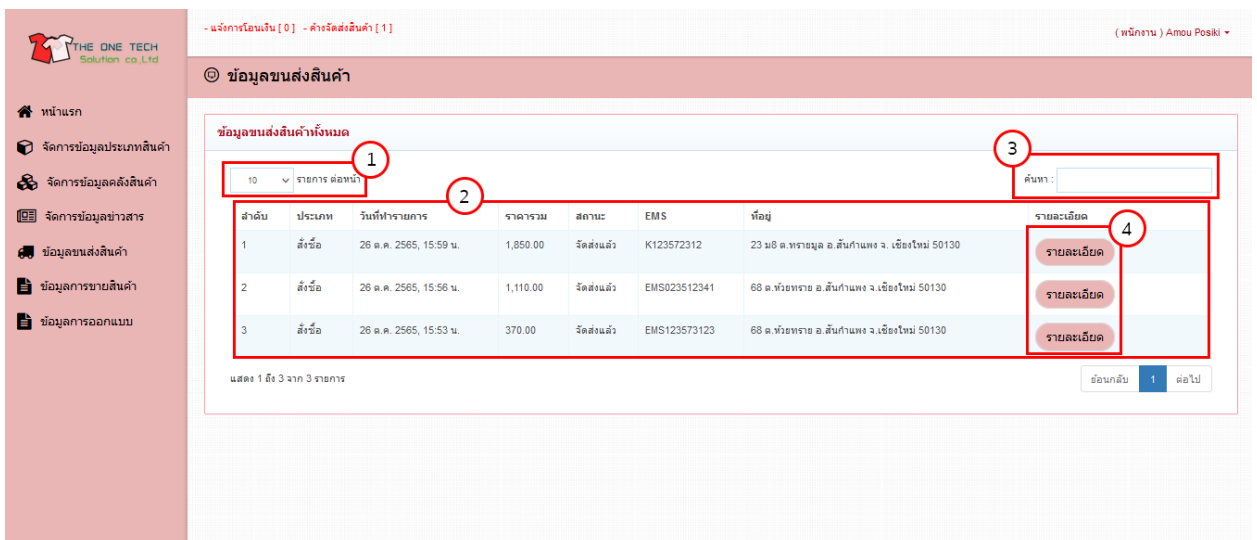 THE ONE TECH
Solution co.,Ltd
- แจ้งการโอนเงิน [ 0 ] - ค้างจัดส่งสินค้า [ 1 ]
( พนักงาน ) Amou Posiki
ข้อมูลขนส่งสินค้า
หน้าแรก
จัดการข้อมูลประเภทสินค้า
จัดการข้อมูลคลังสินค้า
จัดการข้อมูลข่าวสาร
ข้อมูลขนส่งสินค้า
ข้อมูลการขายสินค้า
ข้อมูลการออกแบบ
ข้อมูลขนส่งสินค้าทั้งหมด
1
10 รายการ ต่อหน้า
2
3
ค้นหา :
ลำดับ ประเภท วันที่ทำรายการ ราคารวม สถานะ EMS ที่อยู่ รายละเอียด
4
1 สั่งซื้อ 26 ต.ค. 2565, 15:59 น. 1,850.00 จัดส่งแล้ว K123572312 23 ม8 ต.ทรายมูล อ.สันกำแพง จ. เชียงใหม่ 50130 รายละเอียด
2 สั่งซื้อ 26 ต.ค. 2565, 15:56 น. 1,110.00 จัดส่งแล้ว EMS023512341 68 ต.ห้วยทราย อ.สันกำแพง จ.เชียงใหม่ 50130 รายละเอียด
3 สั่งซื้อ 26 ต.ค. 2565, 15:53 น. 370.00 จัดส่งแล้ว EMS123573123 68 ต.ห้วยทราย อ.สันกำแพง จ.เชียงใหม่ 50130 รายละเอียด
แสดง 1 ถึง 3 จาก 3 รายการ
ย้อนกลับ 1 ต่อไป